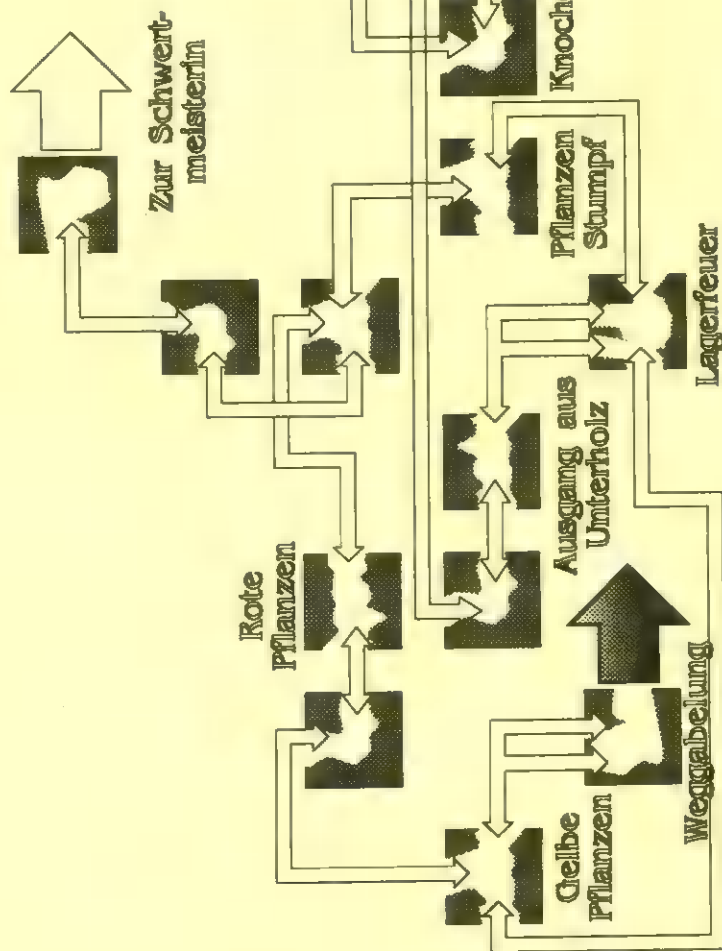 Zur Schwert-
meisterin
Knoch
Rote
Pflanzen
Pflanzen
Stumpf
Ausgang aus
Unterholz
Lagerfeuer
Gelbe
Pflanzen
Weggabelung